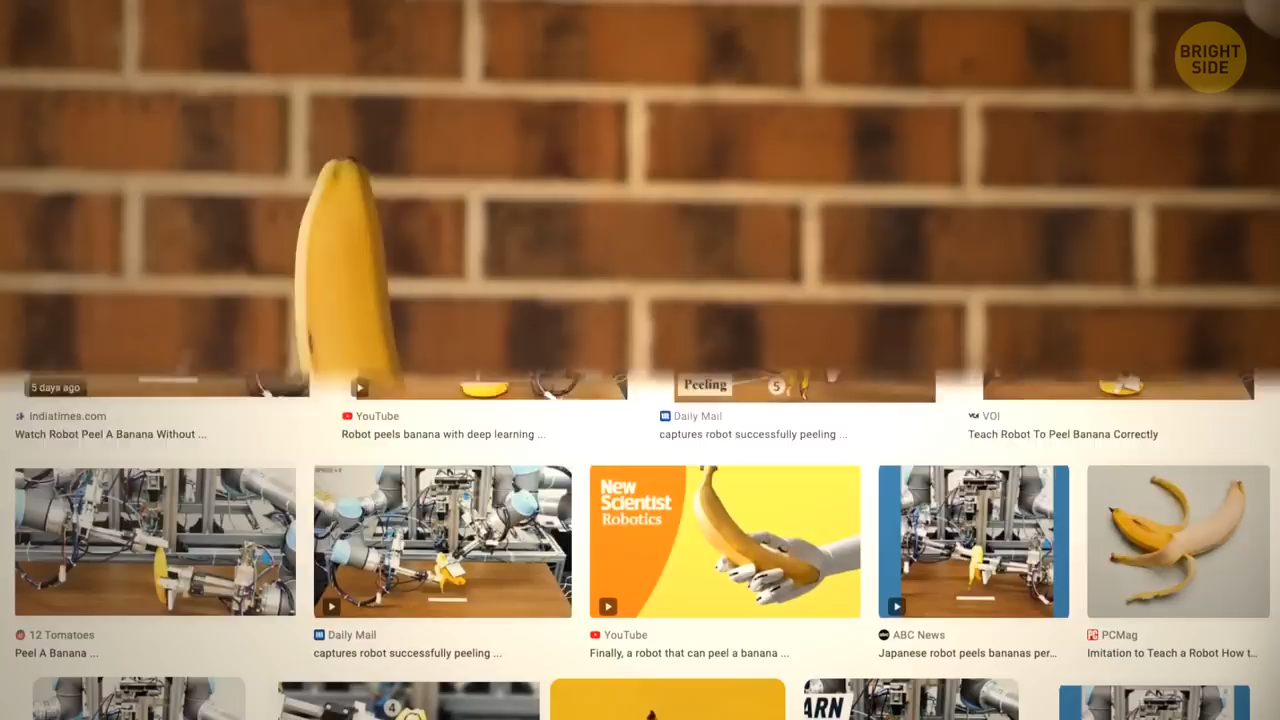 BRIGHT
SIDE
5 days ago
Peeling
5
indiatimes.com
YouTube
Daily Mail
VOI
Watch Robot Peel A Banana Without ...
Robot peels banana with deep learning ...
captures robot successfully peeling ...
Teach Robot To Peel Banana Correctly
New
Scientist
Robotics
12 Tomatoes
Daily Mail
YouTube
ABC News
PCMag
Peel A Banana ...
captures robot successfully peeling ...
Finally, a robot that can peel a banana ...
Japanese robot peels bananas per...
Imitation to Teach a Robot How t...
4
ARN